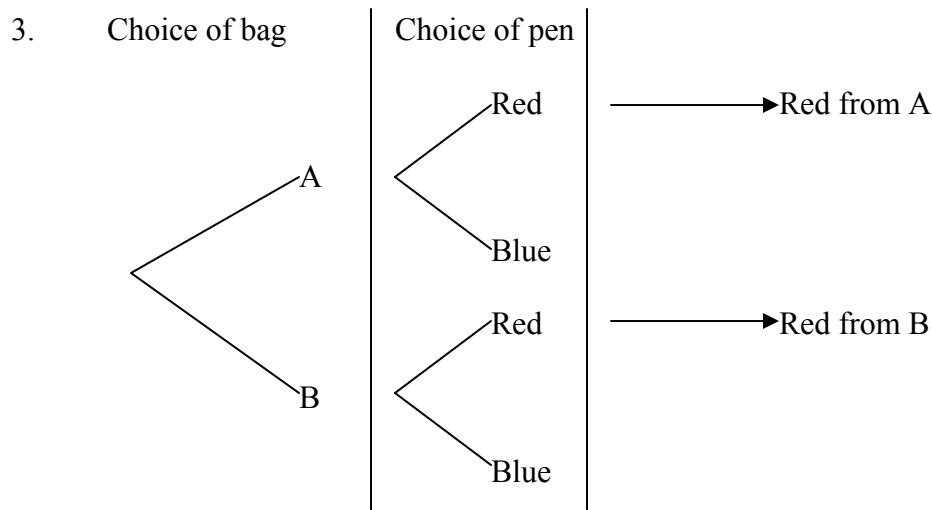 3. Choice of bag Choice of pen
Red Red from A
A
Blue
Red Red from B
B
Blue